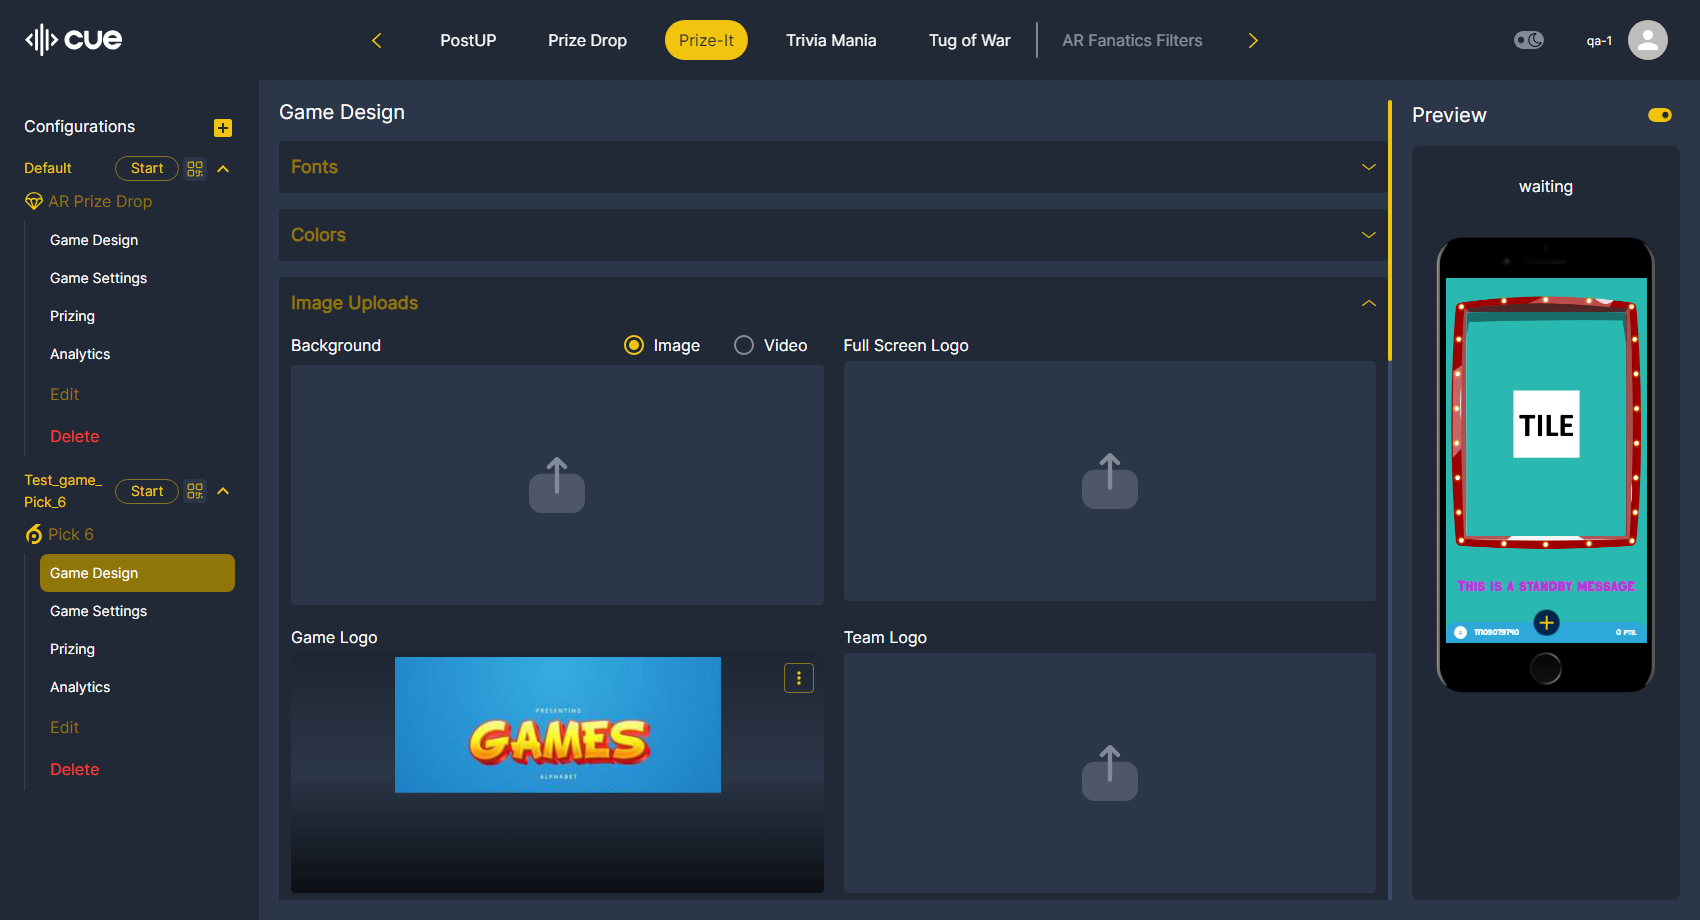 cue
PostUP
Prize Drop
Prize-It
Trivia Mania
Tug of War
AR Fanatics Filters
qa-1
Configurations
Default
Start
AR Prize Drop
Game Design
Game Settings
Prizing
Analytics
Edit
Delete
Test_game_
Pick_6
Start
Pick 6
Game Design
Game Settings
Prizing
Analytics
Edit
Delete
Game Design
Fonts
Colors
Image Uploads
Background
Image
Video
Full Screen Logo
Game Logo
PRESENTING
GAMES
ALPHABET
Team Logo
Preview
waiting
TILE
THIS IS A STANDBY MESSAGE
11109079740
0 PTS.